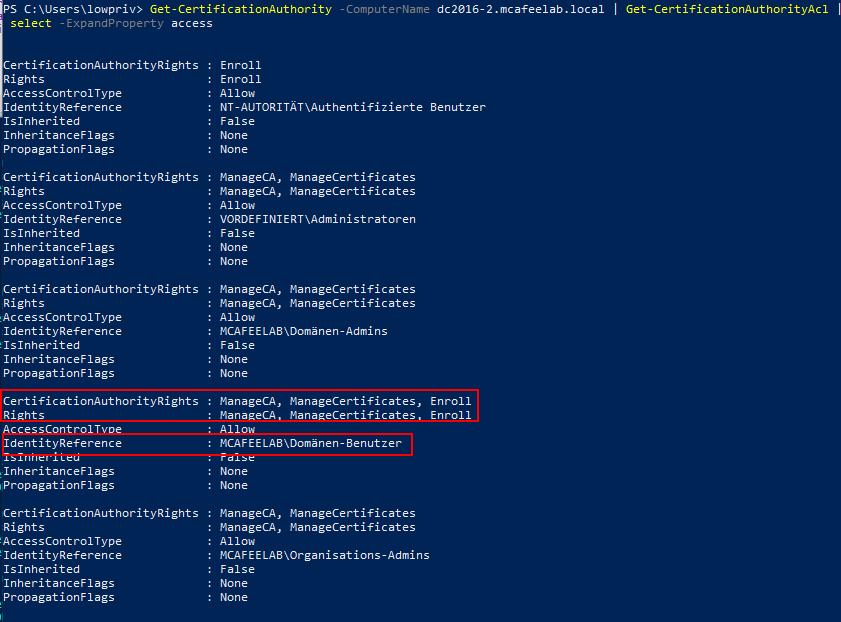 PS C:\Users\lowpriv> Get-CertificationAuthority -ComputerName dc2016-2.mcafeelab.local | Get-CertificationAuthorityAcl |
select -ExpandProperty access
CertificationAuthorityRights : Enroll
Rights : Enroll
AccessControlType : Allow
IdentityReference : NT-AUTORITÄT\Authentifizierte Benutzer
IsInherited : False
InheritanceFlags : None
PropagationFlags : None
CertificationAuthorityRights : ManageCA, ManageCertificates
Rights : ManageCA, ManageCertificates
AccessControlType : Allow
IdentityReference : VORDEFINIERT\Administratoren
IsInherited : False
InheritanceFlags : None
PropagationFlags : None
CertificationAuthorityRights : ManageCA, ManageCertificates
Rights : ManageCA, ManageCertificates
AccessControlType : Allow
IdentityReference : MCAFEELAB\Domänen-Admins
IsInherited : False
InheritanceFlags : None
PropagationFlags : None
CertificationAuthorityRights : ManageCA, ManageCertificates, Enroll
Rights : ManageCA, ManageCertificates, Enroll
AccessControlType : Allow
IdentityReference : MCAFEELAB\Domänen-Benutzer
IsInherited : False
InheritanceFlags : None
PropagationFlags : None
CertificationAuthorityRights : ManageCA, ManageCertificates
Rights : ManageCA, ManageCertificates
AccessControlType : Allow
IdentityReference : MCAFEELAB\Organisations-Admins
IsInherited : False
InheritanceFlags : None
PropagationFlags : None